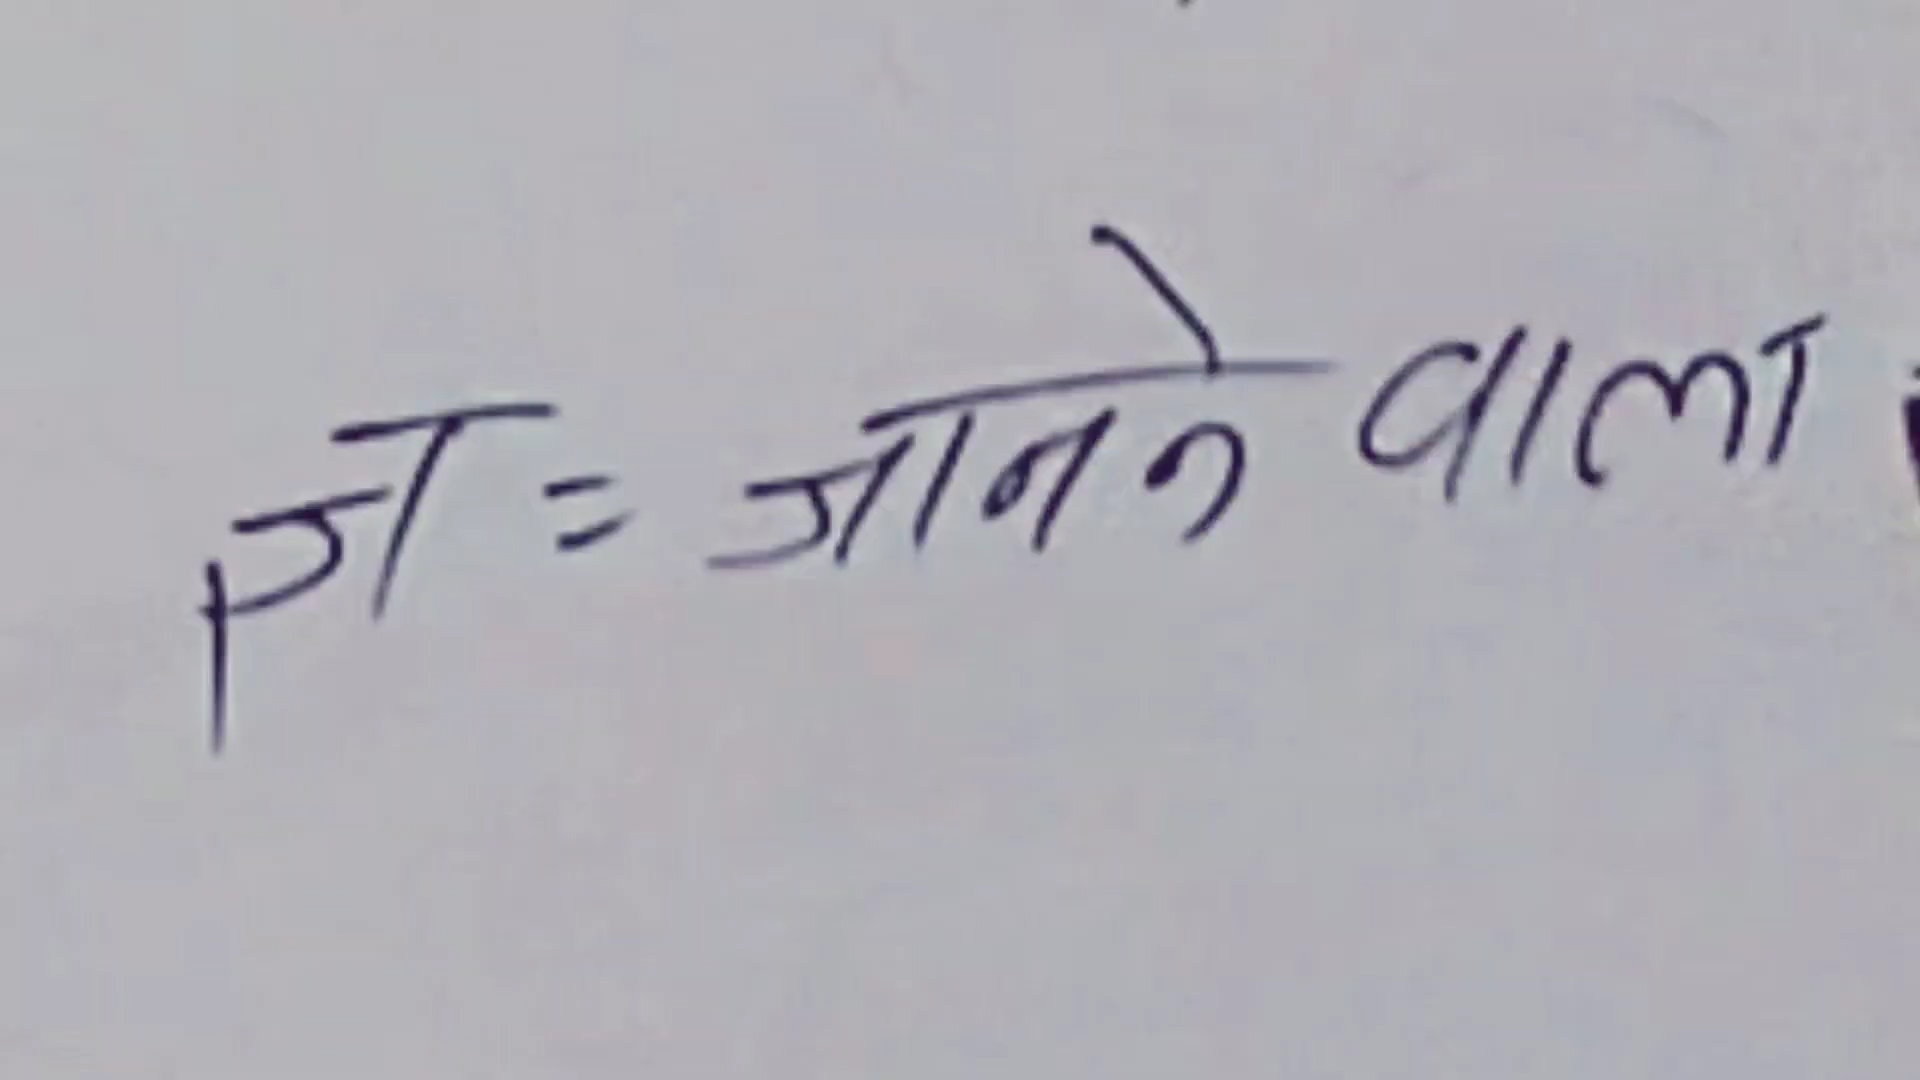 ज्ञ = जानने वाला